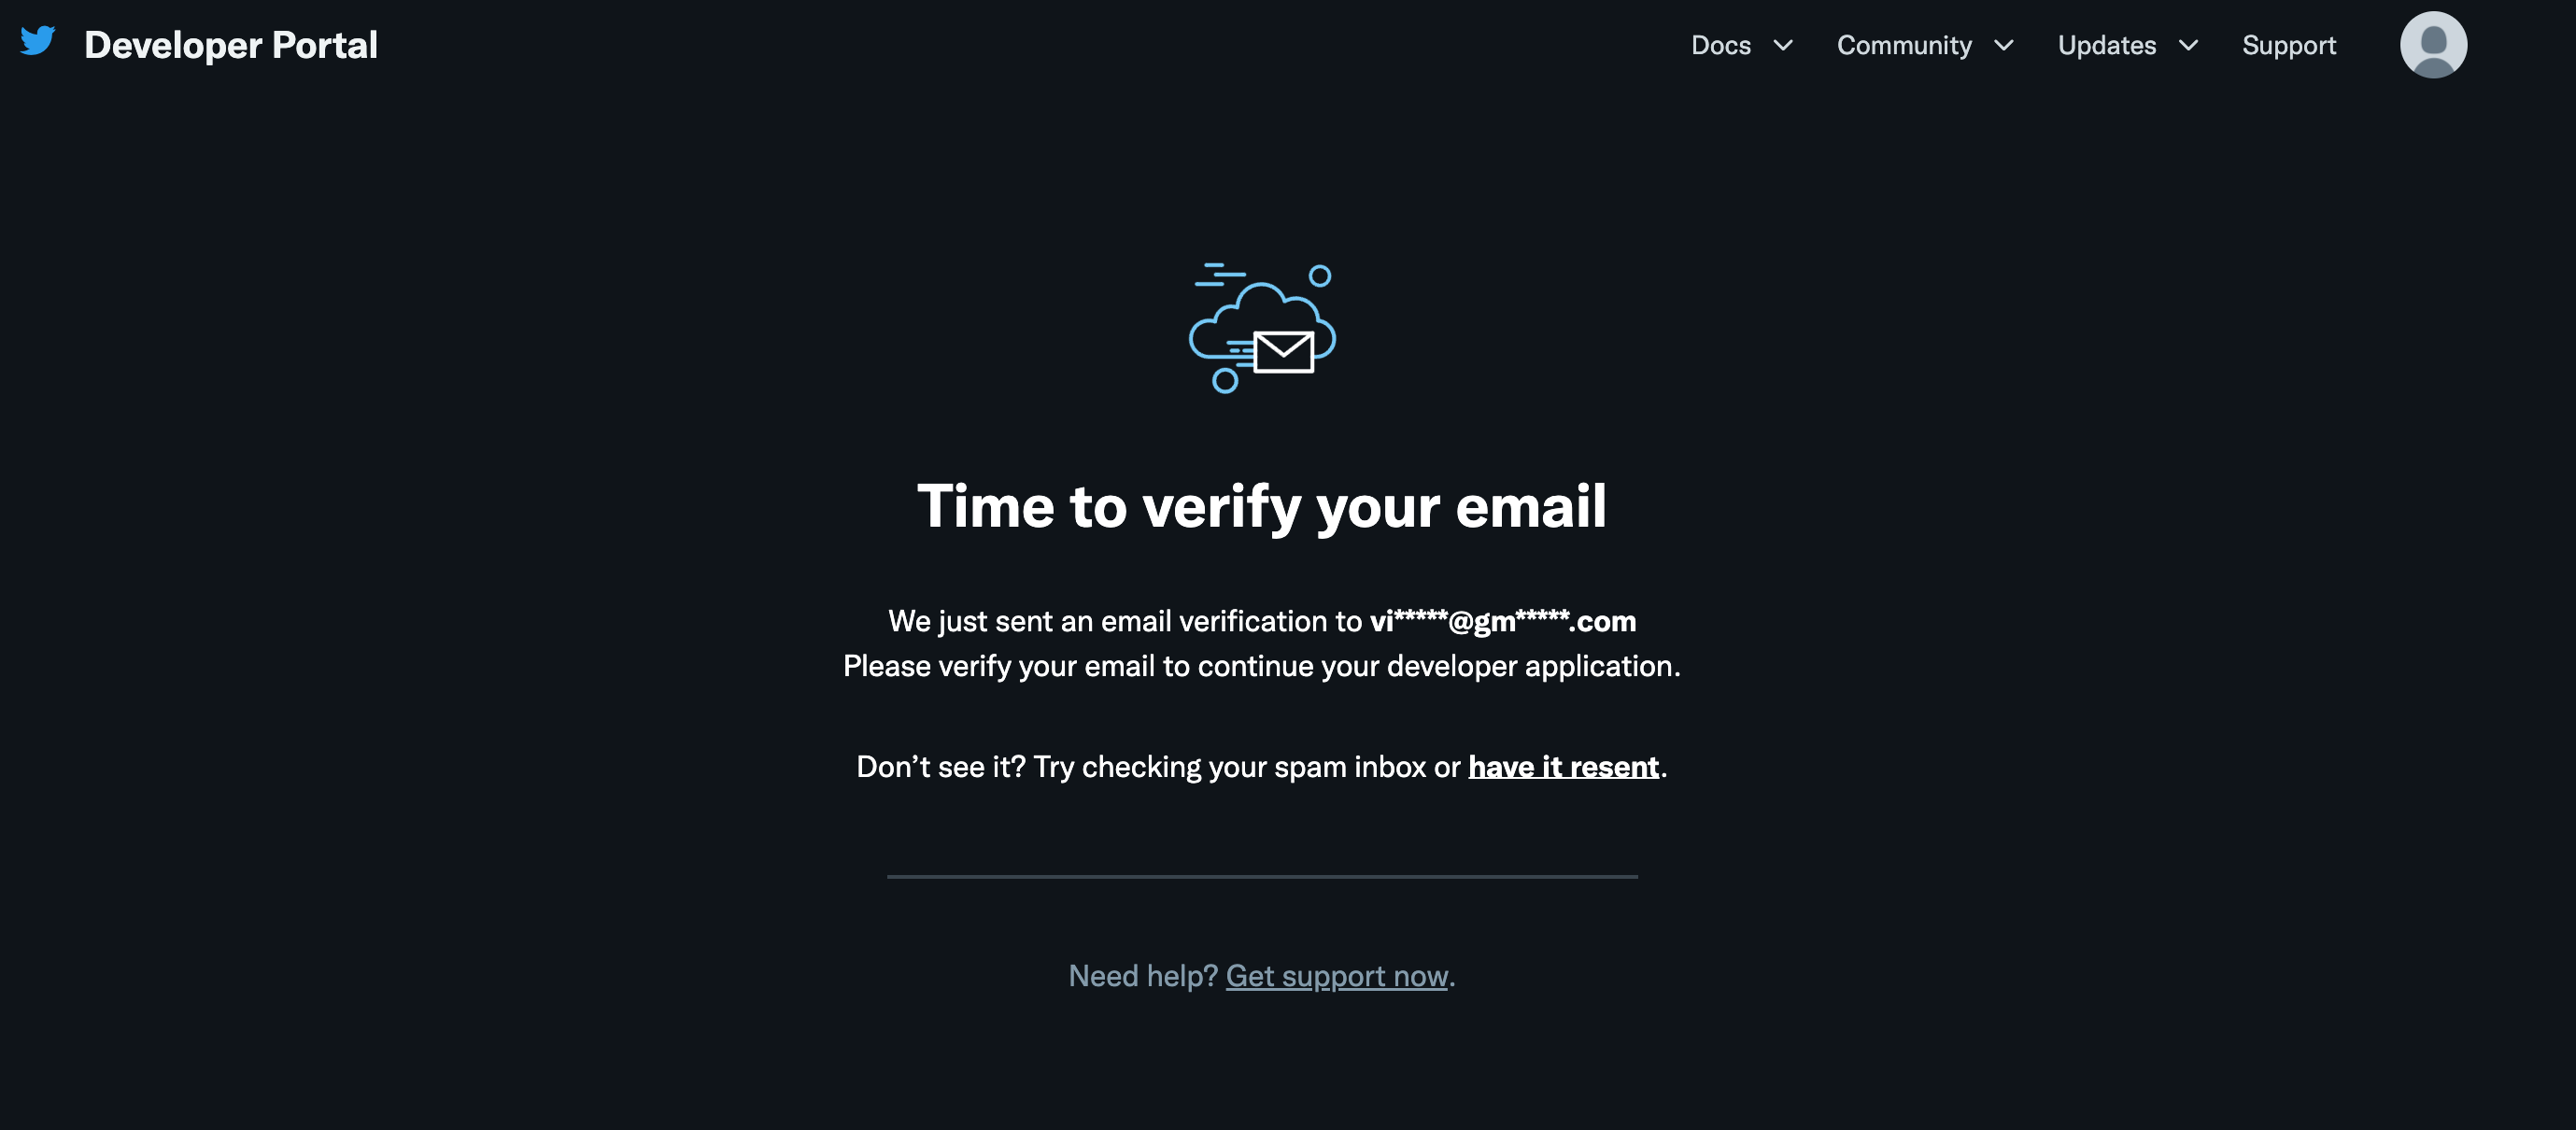 Developer Portal
Docs
Community
Updates
Support
Time to verify your email
We just sent an email verification to vi*****@gm*****.com
Please verify your email to continue your developer application.
Don’t see it? Try checking your spam inbox or have it resent.
Need help? Get support now.